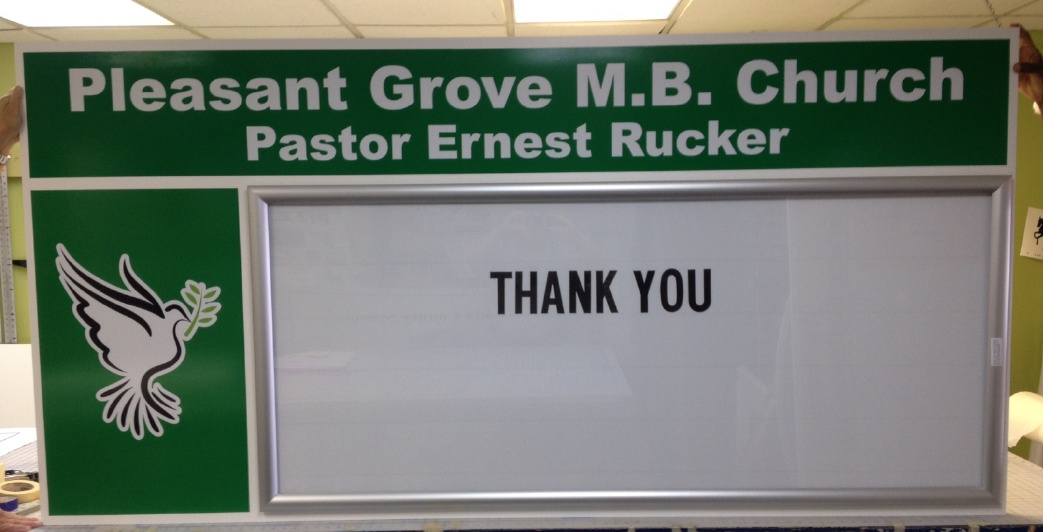 Pleasant Grove M.B. Church
Pastor Ernest Rucker
THANK YOU